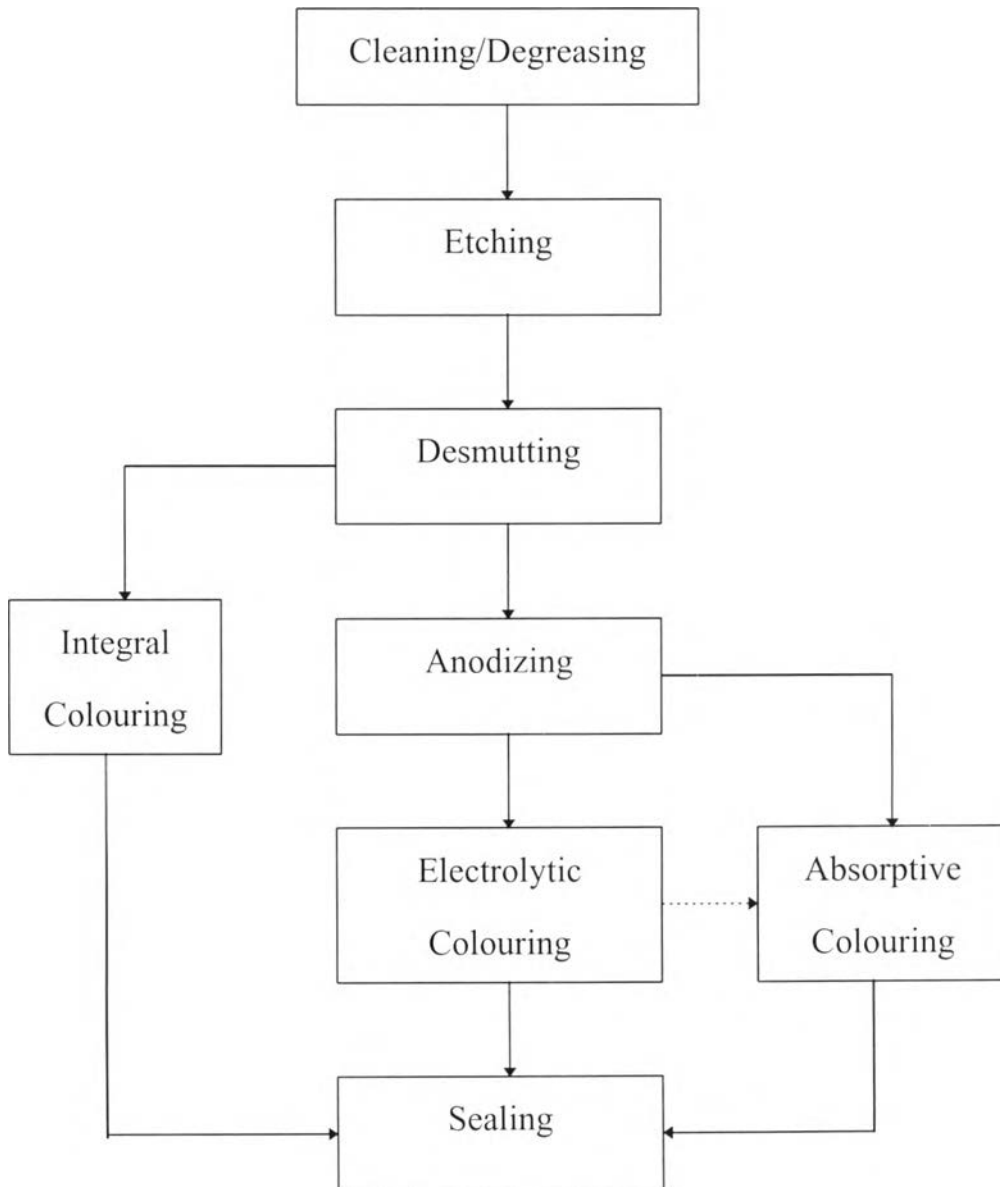 Cleaning/Degreasing
Etching
Desmutting
Integral
Colouring
Anodizing
Electrolytic
Colouring
Absorptive
Colouring
Sealing